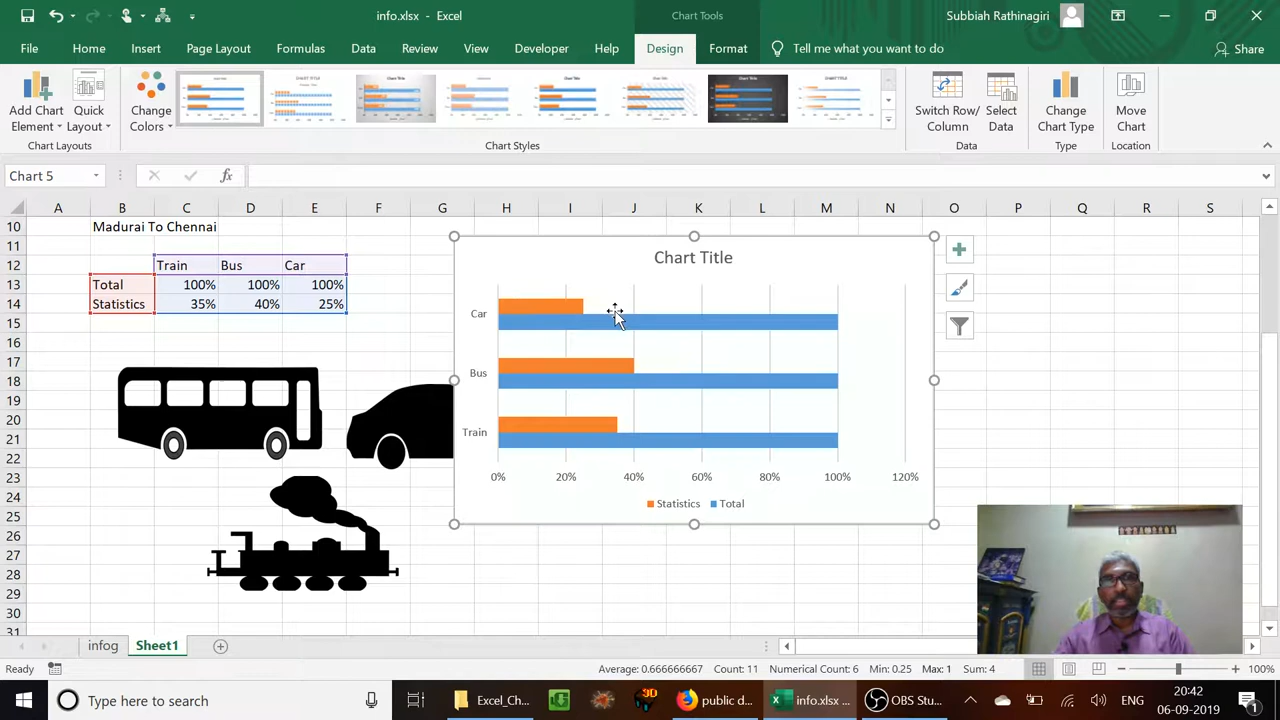 info.xlsx - Excel
Chart Tools
Subbiah Rathinagiri
File Home Insert Page Layout Formulas Data Review View Developer Help Design Format Tell me what you want to do Share
Add Chart Element
Quick Layout
Change Colors
Switch Row/ Column
Select Data
Change Chart Type
Move Chart
Chart Layouts
Chart Styles
Data
Type
Location
Chart 5
fx
A B C D E F G H I J K L M N O P Q R S
10 Madurai To Chennai
11
12 Train Bus Car
13 Total 100% 100% 100%
14 Statistics 35% 40% 25%
15
16
17
18
19
20
21
22
23
24
25
26
27
28
29
30
31
Chart Title
Car
Bus
Train
0% 20% 40% 60% 80% 100% 120%
Statistics Total
infog Sheet1
Ready
Average: 0.666666667 Count: 11 Numerical Count: 6 Min: 0.25 Max: 1 Sum: 4
100%
Type here to search
Excel_Ch...
3D
public d...
info.xlsx ...
OBS Stu...
ENG
20:42
06-09-2019
1